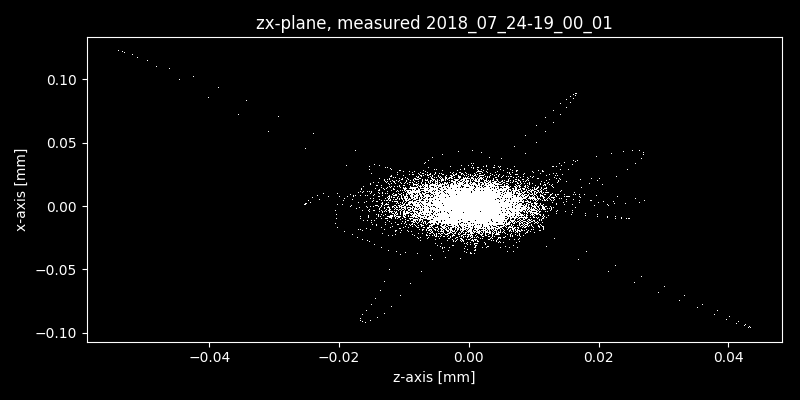 zx-plane, measured 2018_07_24-19_00_01
0.10
0.05
0.00
−0.05
−0.10
x-axis [mm]
−0.04 −0.02 0.00 0.02 0.04
z-axis [mm]